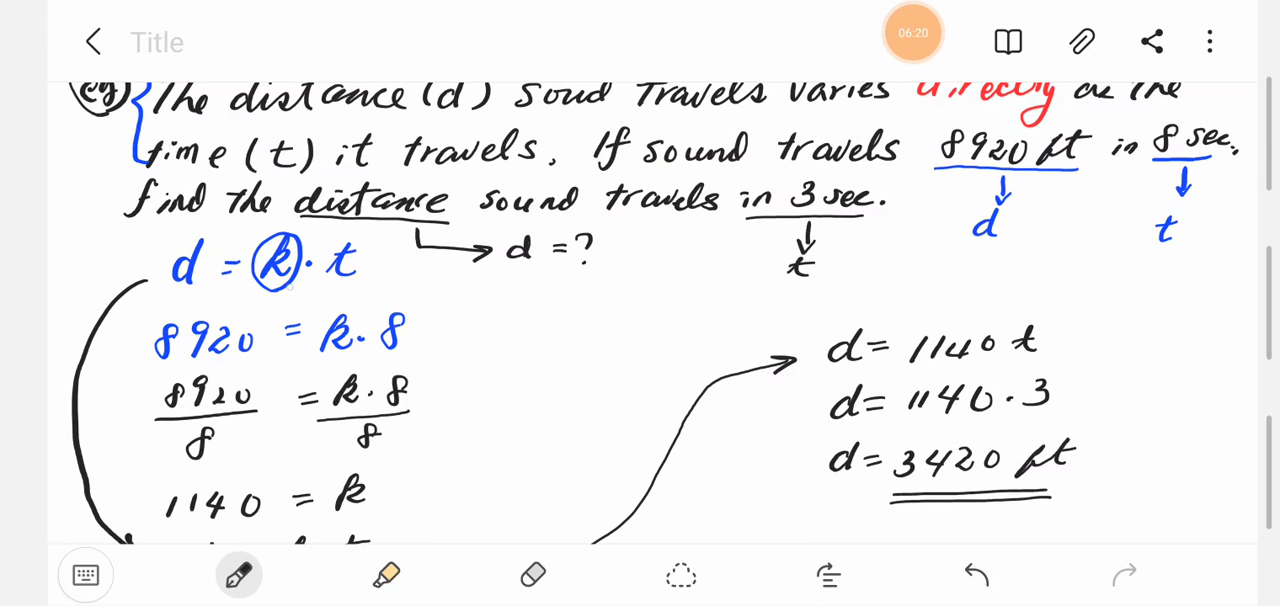 Title
06:20
eg) The distance (d) soud travels varies directly as the
time (t) it travels. If sound travels 8920 ft in 8 sec.
find the distance sound travels in 3 sec.
d t
d = ? t
d = k . t
8920 = k . 8
d = 1140 t
8920 = k . 8
8 8
d = 1140 . 3
d = 3420 ft
1140 = k